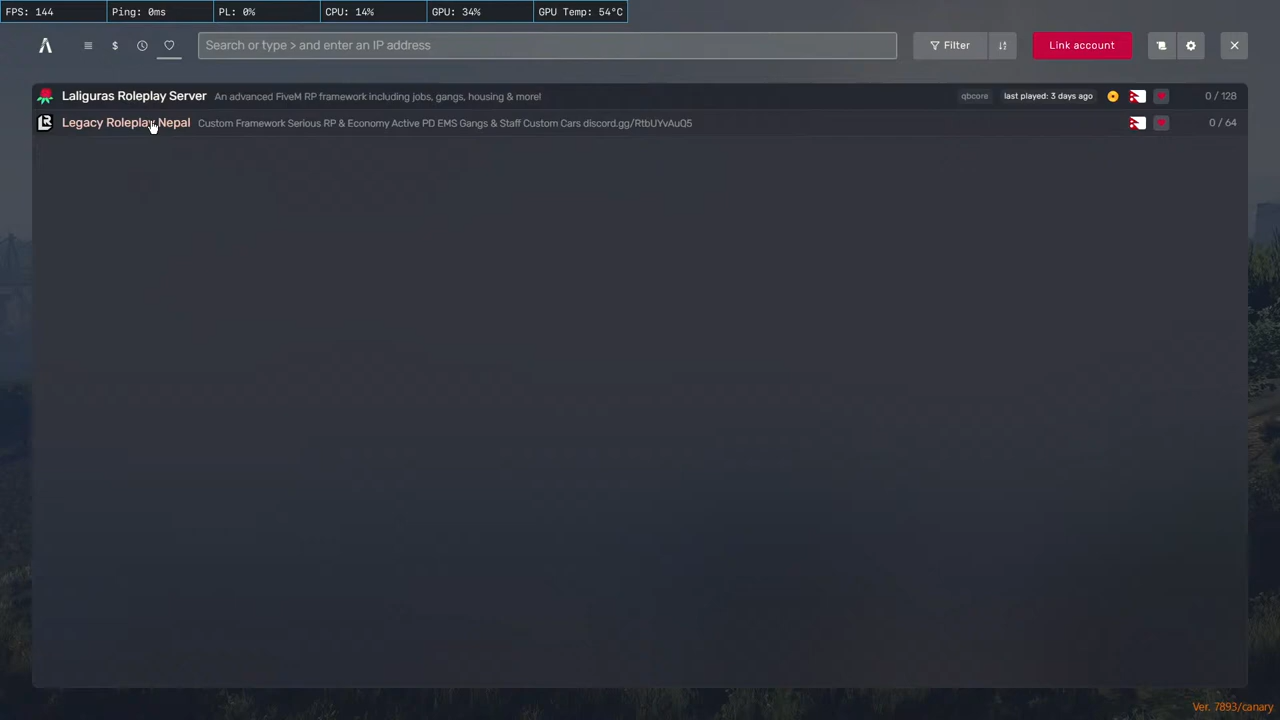 FPS: 144 Ping: 0ms PL: 0% CPU: 14% GPU: 34% GPU Temp: 54°C
$ Search or type > and enter an IP address Filter Link account
Laliguras Roleplay Server An advanced FiveM RP framework including jobs, gangs, housing & more! qbcore last played: 3 days ago 0 / 128
Legacy Roleplay Nepal Custom Framework Serious RP & Economy Active PD EMS Gangs & Staff Custom Cars discord.gg/RtbUYvAuQ5 0 / 64
Ver. 7893/canary